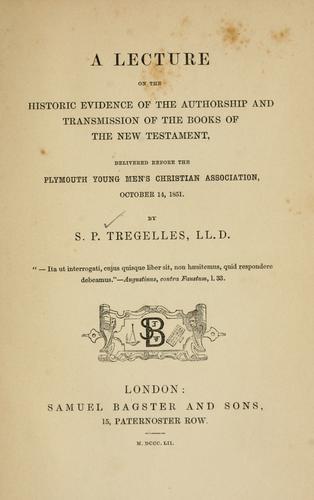 A LECTURE
ON THE
HISTORIC EVIDENCE OF THE AUTHORSHIP AND
TRANSMISSION OF THE BOOKS OF
THE NEW TESTAMENT,
DELIVERED BEFORE THE
PLYMOUTH YOUNG MEN'S CHRISTIAN ASSOCIATION,
OCTOBER 14, 1851.
BY
S. P. TREGELLES, LL.D.
"—Ita ut interrogati, cujus quisque liber sit, non hæsitemus, quid respondere
debeamus."—Augustinus, contra Faustum, l. 33.
SB
LONDON:
SAMUEL BAGSTER AND SONS,
15, PATERNOSTER ROW.
M. DCCC. LII.